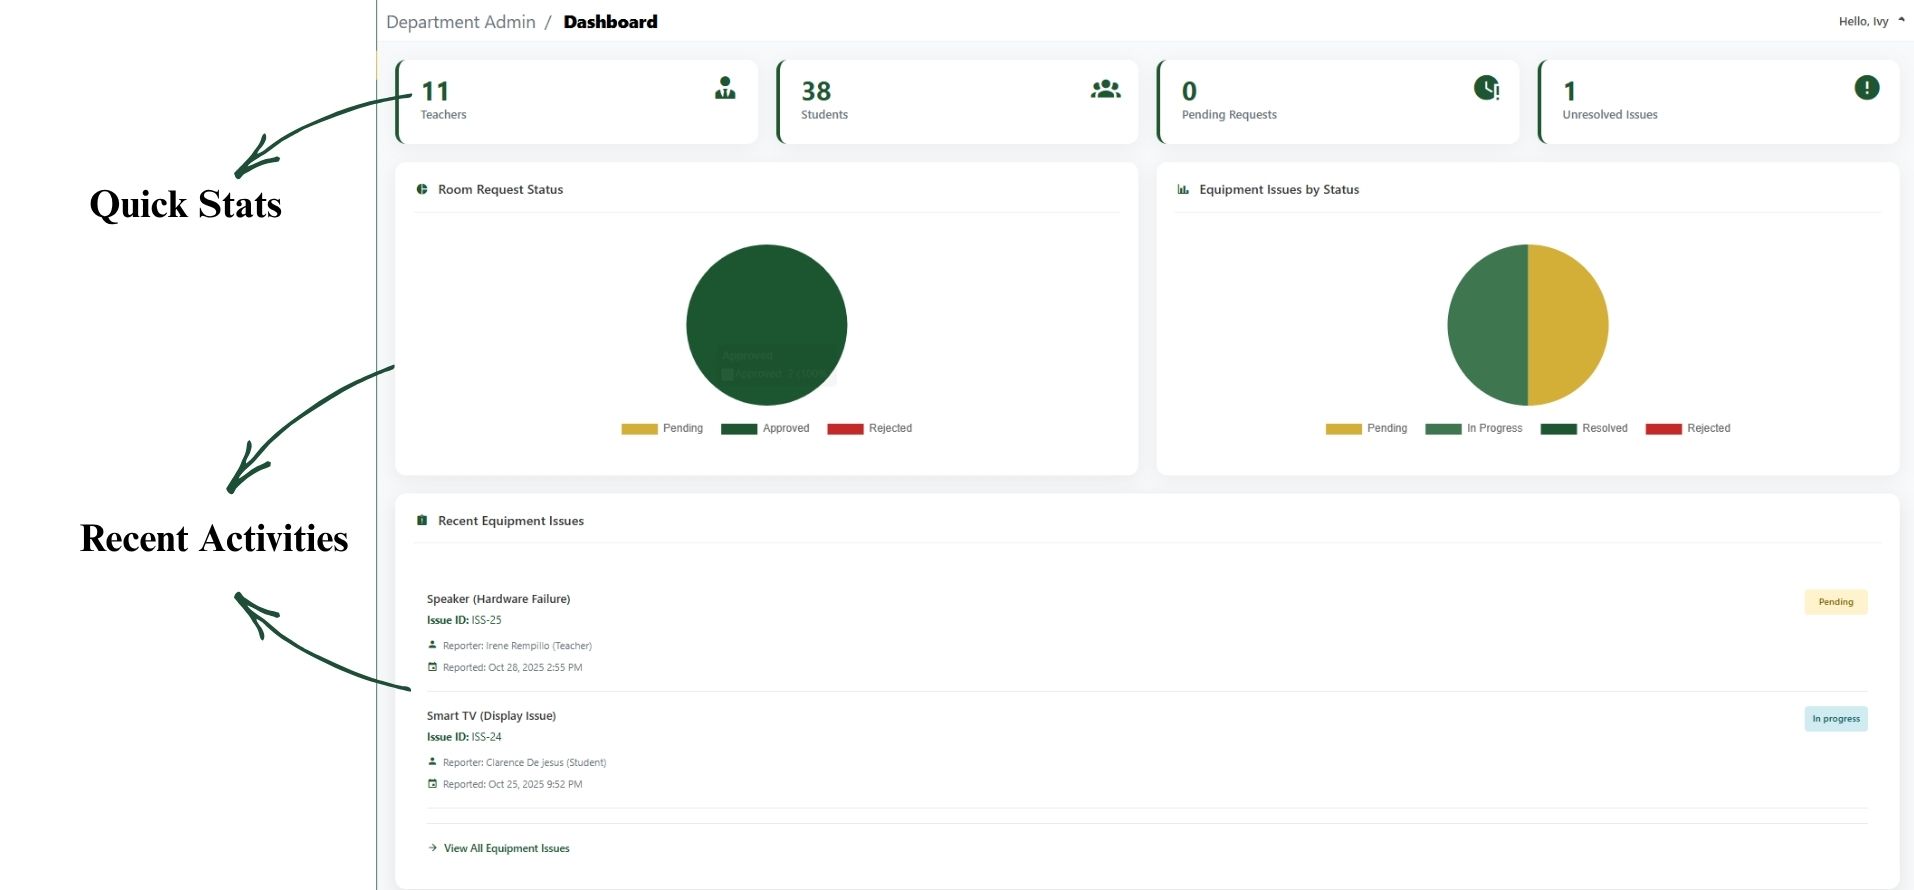 Department Admin / Dashboard
Hello, Ivy
11
Teachers
38
Students
0
Pending Requests
1
Unresolved Issues
Quick Stats
Room Request Status
Approved
Approved: 2 (100%
Pending Approved Rejected
Equipment Issues by Status
Pending In Progress Resolved Rejected
Recent Activities
Recent Equipment Issues
Speaker (Hardware Failure)
Issue ID: ISS-25
Reporter: Irene Rempillo (Teacher)
Reported: Oct 28, 2025 2:55 PM
Pending
Smart TV (Display Issue)
Issue ID: ISS-24
Reporter: Clarence De jesus (Student)
Reported: Oct 25, 2025 9:52 PM
In progress
View All Equipment Issues